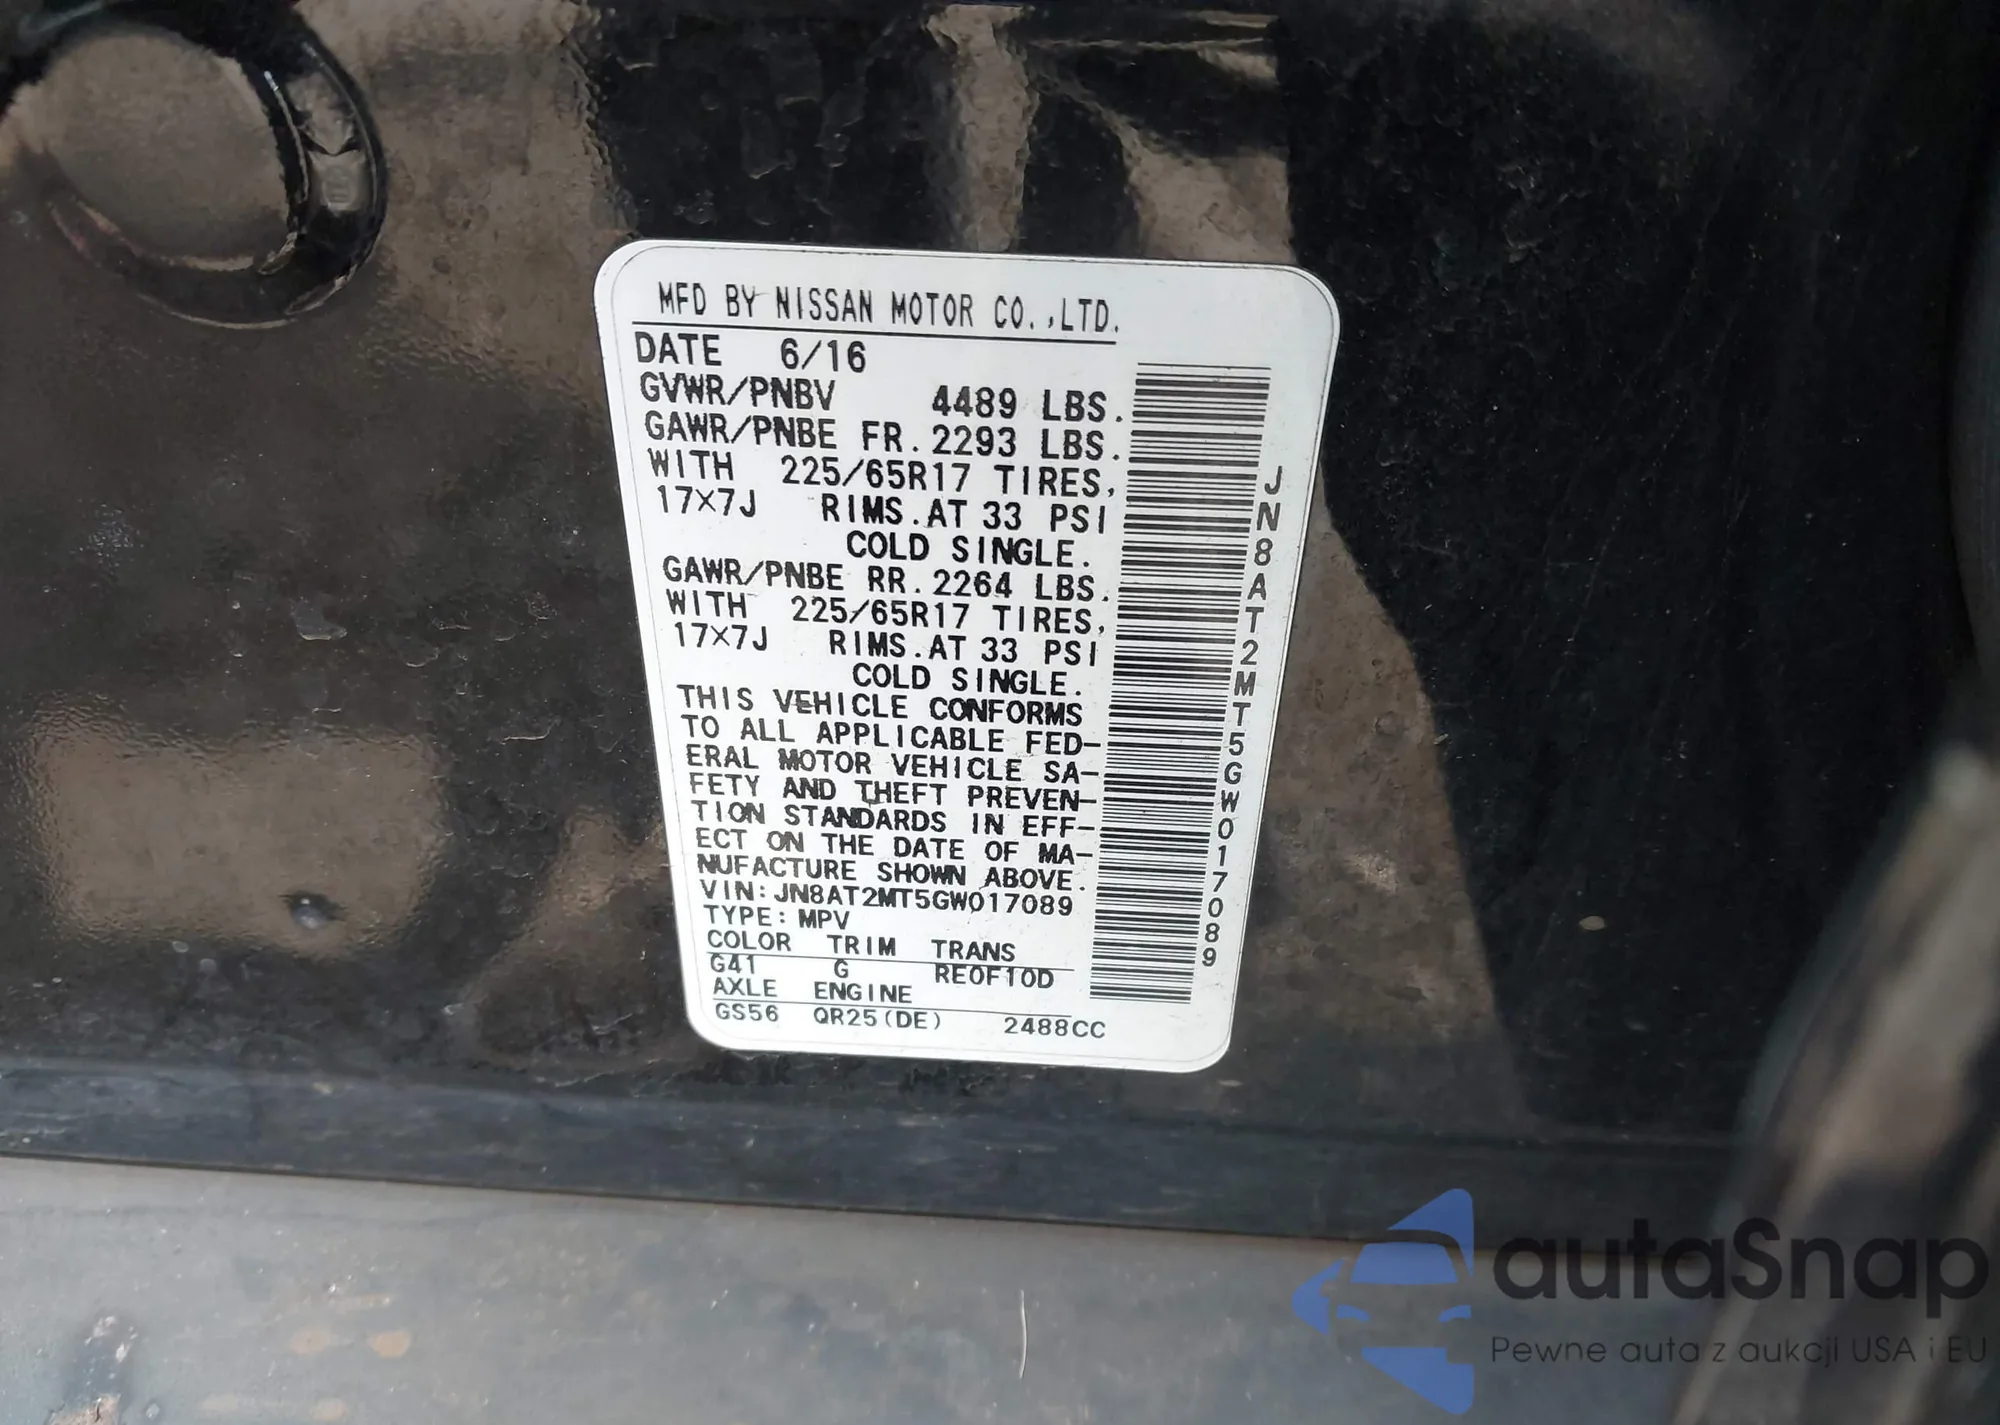 MFD BY NISSAN MOTOR CO.,LTD.
DATE 6/16
GVWR/PNBV 4489 LBS.
GAWR/PNBE FR. 2293 LBS.
WITH 225/65R17 TIRES,
17×7J RIMS.AT 33 PSI
COLD SINGLE.
GAWR/PNBE RR. 2264 LBS.
WITH 225/65R17 TIRES,
17×7J RIMS.AT 33 PSI
COLD SINGLE.
THIS VEHICLE CONFORMS
TO ALL APPLICABLE FED-
ERAL MOTOR VEHICLE SA-
FETY AND THEFT PREVEN-
TION STANDARDS IN EFF-
ECT ON THE DATE OF MA-
NUFACTURE SHOWN ABOVE.
VIN:JN8AT2MT5GW017089
TYPE:MPV
COLOR TRIM TRANS
G41 G RE0F10D
AXLE ENGINE
GS56 QR25(DE) 2488CC
JN8AT2MT5GW017089
autaSnap
Pewne auta z aukcji USA i EU